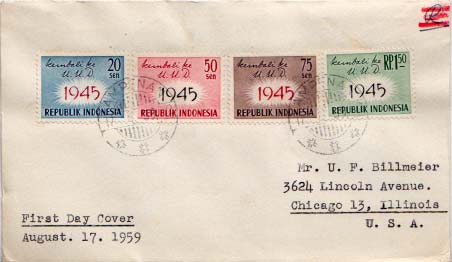 kembali ke
U. U. D.
20
sen
1945
REPUBLIK INDONESIA
kembali ke
U. U. D.
50
sen
1945
REPUBLIK INDONESIA
kembali ke
U. U. D.
75
sen
1945
REPUBLIK INDONESIA
kembali ke
U. U. D.
RP1.50
1945
REPUBLIK INDONESIA
Mr. U. F. Billmeier
3624 Lincoln Avenue.
Chicago 13, Illinois
U. S. A.
First Day Cover
August. 17. 1959